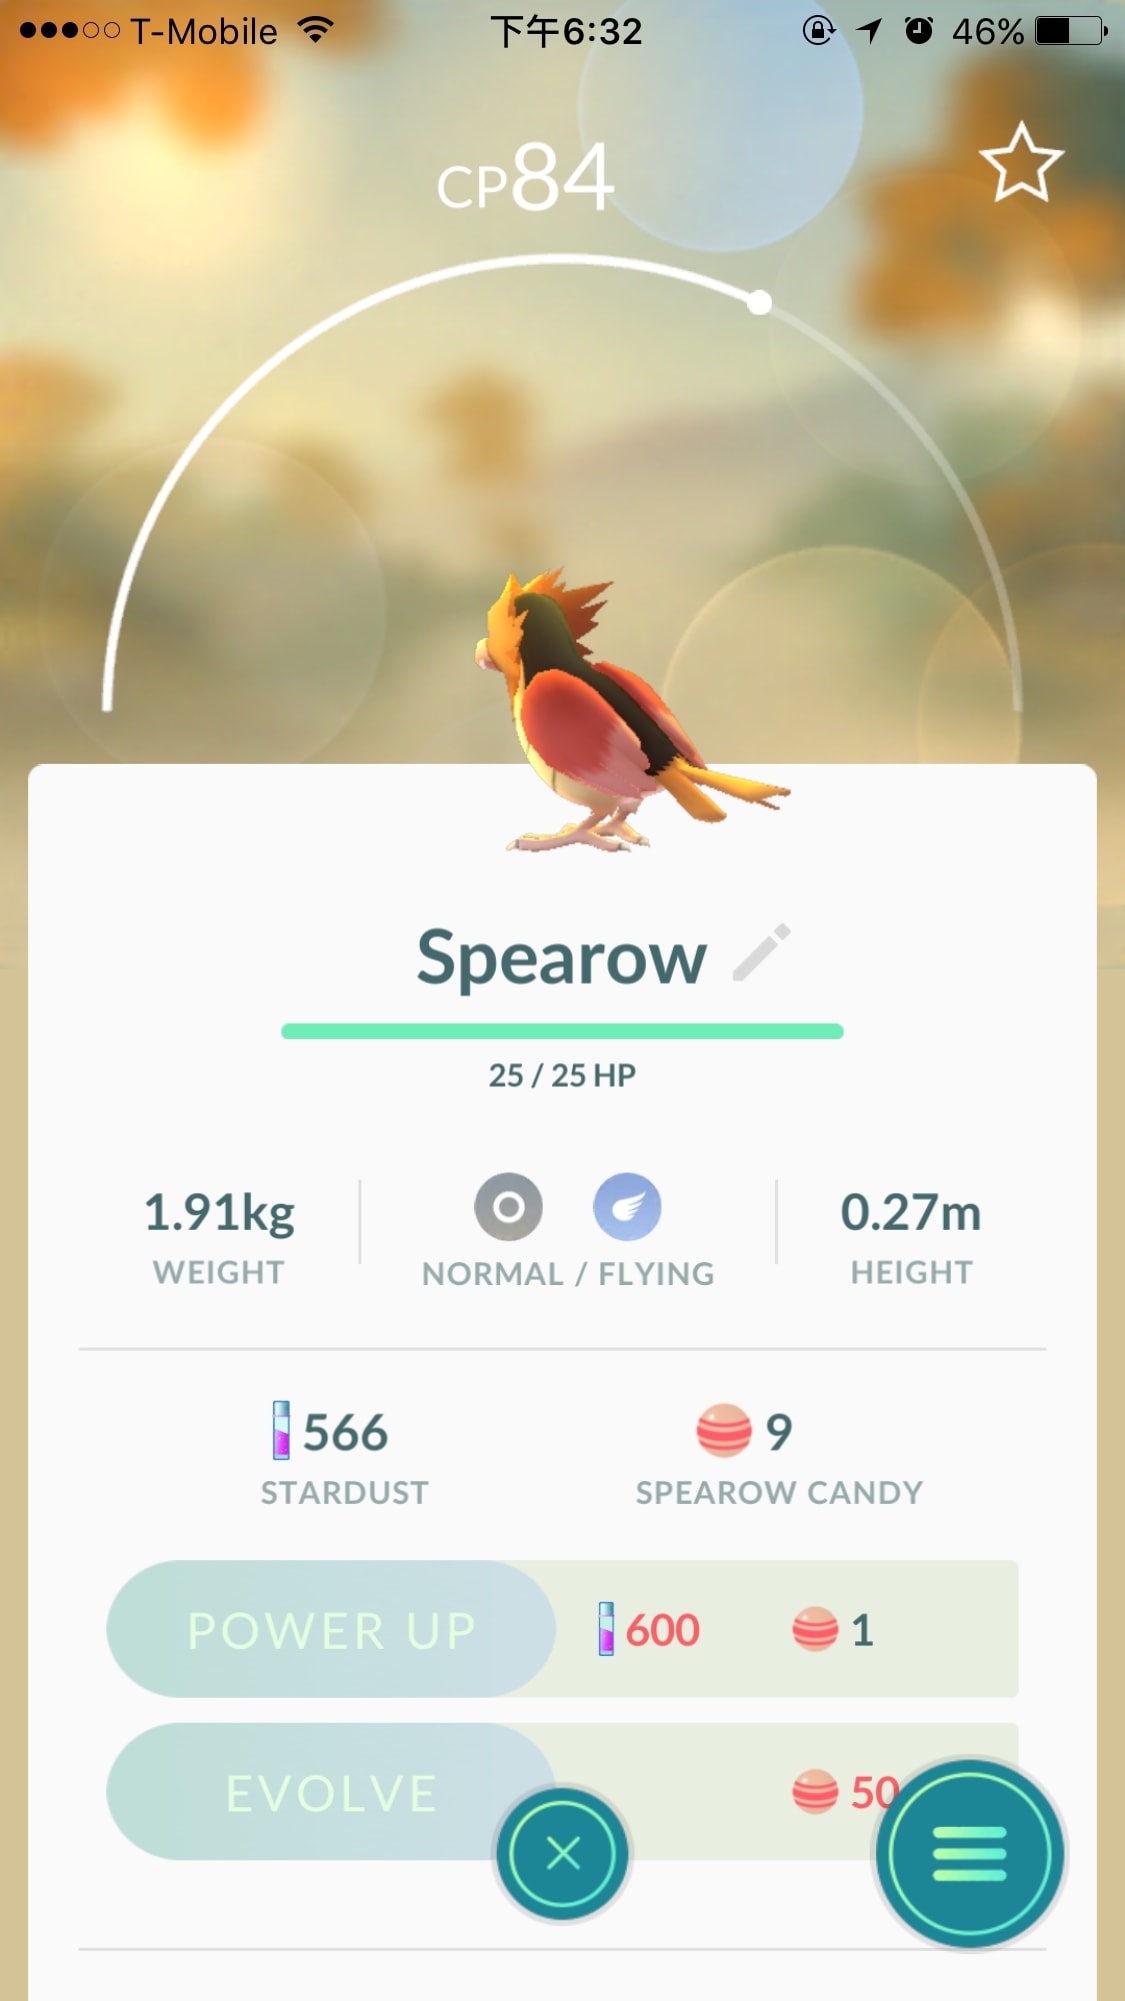 T-Mobile 下午6:32 46%
CP84
Spearow
25 / 25 HP
1.91kg 0.27m
WEIGHT NORMAL / FLYING HEIGHT
566 9
STARDUST SPEAROW CANDY
POWER UP 600 1
EVOLVE 50